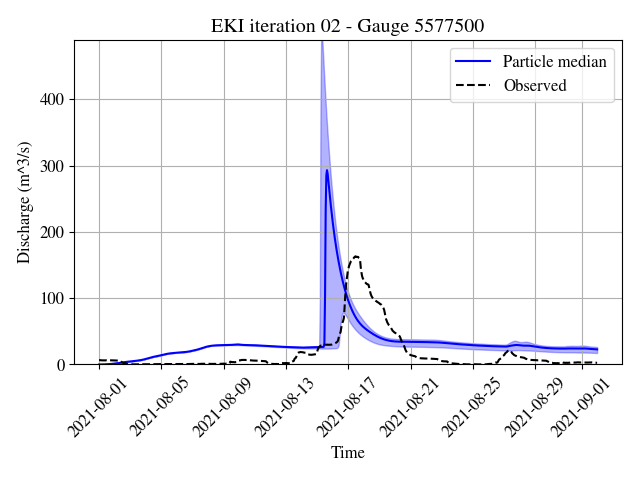 EKI iteration 02 - Gauge 5577500
Particle median
Observed
Discharge (m^3/s)
400
300
200
100
0
2021-08-01
2021-08-05
2021-08-09
2021-08-13
2021-08-17
2021-08-21
2021-08-25
2021-08-29
2021-09-01
Time